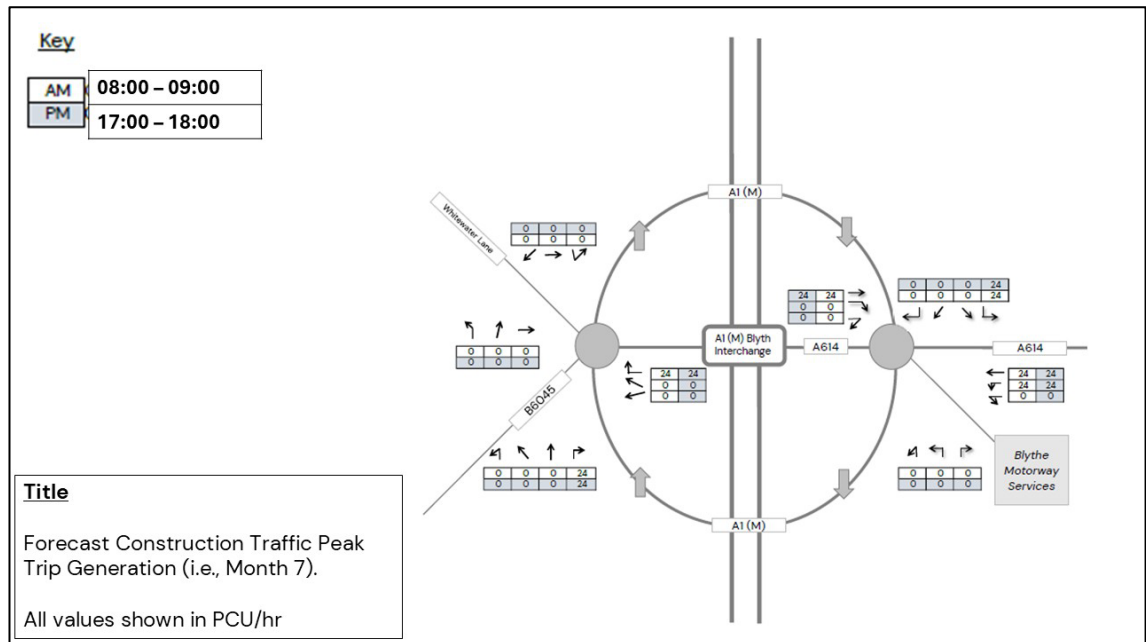 Key
AM 08:00 – 09:00
PM 17:00 – 18:00
A1 (M)
Whitewater Lane
0 0 0
0 0 0
0 0 0 24
0 0 0 24
24 24
0 0
0 0
A1 (M) Blyth
Interchange
A614
A614
0 0 0
0 0 0
24 24
0 0
0 0
24 24
24 24
0 0
B6045
0 0 0 24
0 0 0 24
0 0 0
0 0 0
Blythe
Motorway
Services
A1 (M)
Title
Forecast Construction Traffic Peak
Trip Generation (i.e., Month 7).
All values shown in PCU/hr